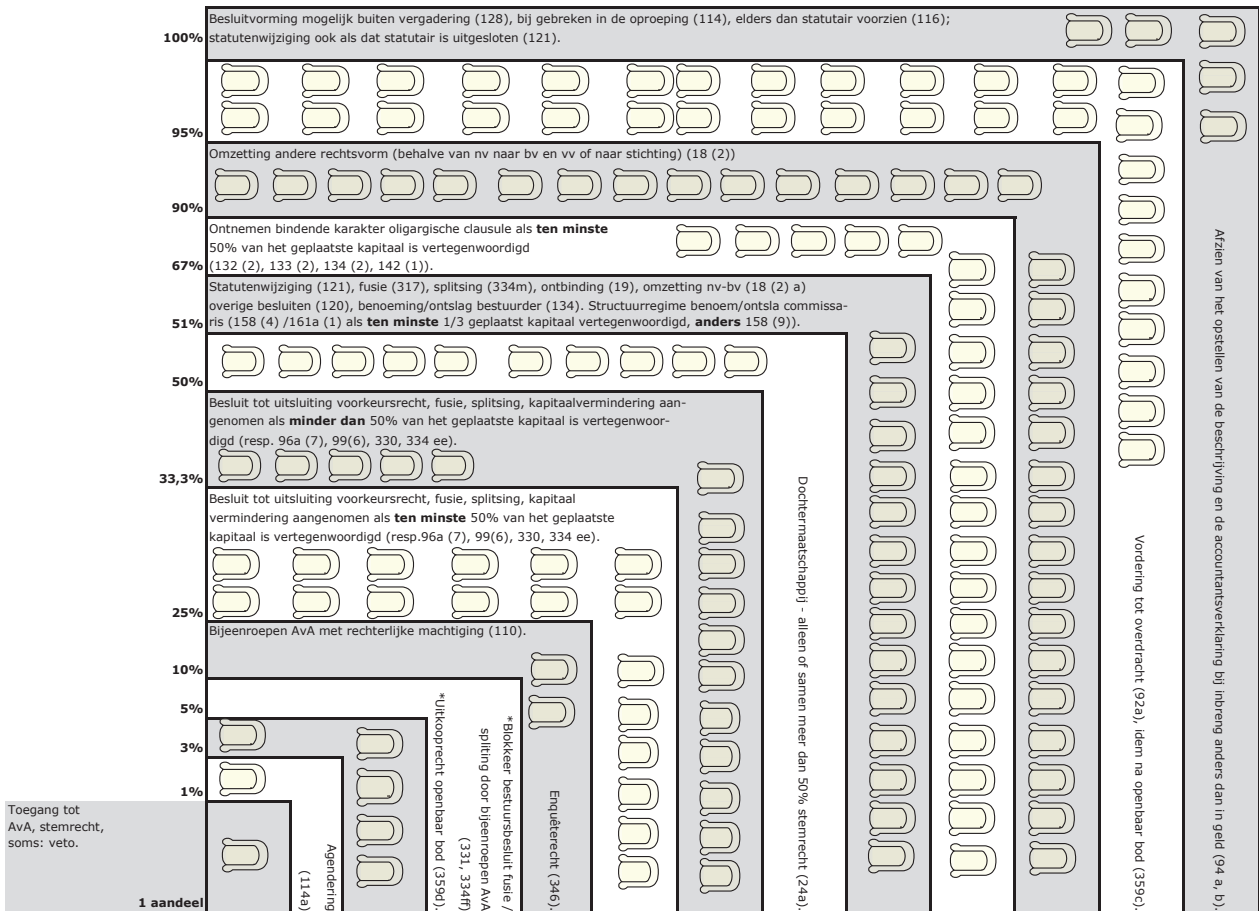 Besluitvorming mogelijk buiten vergadering (128), bij gebreken in de oproeping (114), elders dan statutair voorzien (116);
statutenwijziging ook als dat statutair is uitgesloten (121).
100%
95%
Omzetting andere rechtsvorm (behalve van nv naar bv en vv of naar stichting) (18 (2))
90%
Ontnemen bindende karakter oligargische clausule als ten minste
50% van het geplaatste kapitaal is vertegenwoordigd
(132 (2), 133 (2), 134 (2), 142 (1)).
67%
Statutenwijziging (121), fusie (317), splitsing (334m), ontbinding (19), omzetting nv-bv (18 (2) a)
overige besluiten (120), benoeming/ontslag bestuurder (134). Structuurregime benoem/ontsla commissa-
ris (158 (4) /161a (1) als ten minste 1/3 geplaatst kapitaal vertegenwoordigd, anders 158 (9)).
51%
50%
Besluit tot uitsluiting voorkeursrecht, fusie, splitsing, kapitaalvermindering aan-
genomen als minder dan 50% van het geplaatste kapitaal is vertegenwoor-
digd (resp. 96a (7), 99(6), 330, 334 ee).
33,3%
Besluit tot uitsluiting voorkeursrecht, fusie, splitsing, kapitaal
vermindering aangenomen als ten minste 50% van het geplaatste
kapitaal is vertegenwoordigd (resp.96a (7), 99(6), 330, 334 ee).
25%
Bijeenroepen AvA met rechterlijke machtiging (110).
10%
5%
3%
1%
Toegang tot
AvA, stemrecht,
soms: veto.
1 aandeel
Agendering
(114a)
*Uitkooprecht openbaar bod (359d).
*Blokkeer bestuursbesluit fusie /
spliting door bijeenroepen AvA
(331, 334ff)
Enquêterecht (346).
Dochtermaatschappij - alleen of samen meer dan 50% stemrecht (24a).
Vordering tot overdracht (92a), idem na openbaar bod (359c).
Afzien van het opstellen van de beschrijving en de accountantsverklaring bij inbreng anders dan in geld (94 a, b).